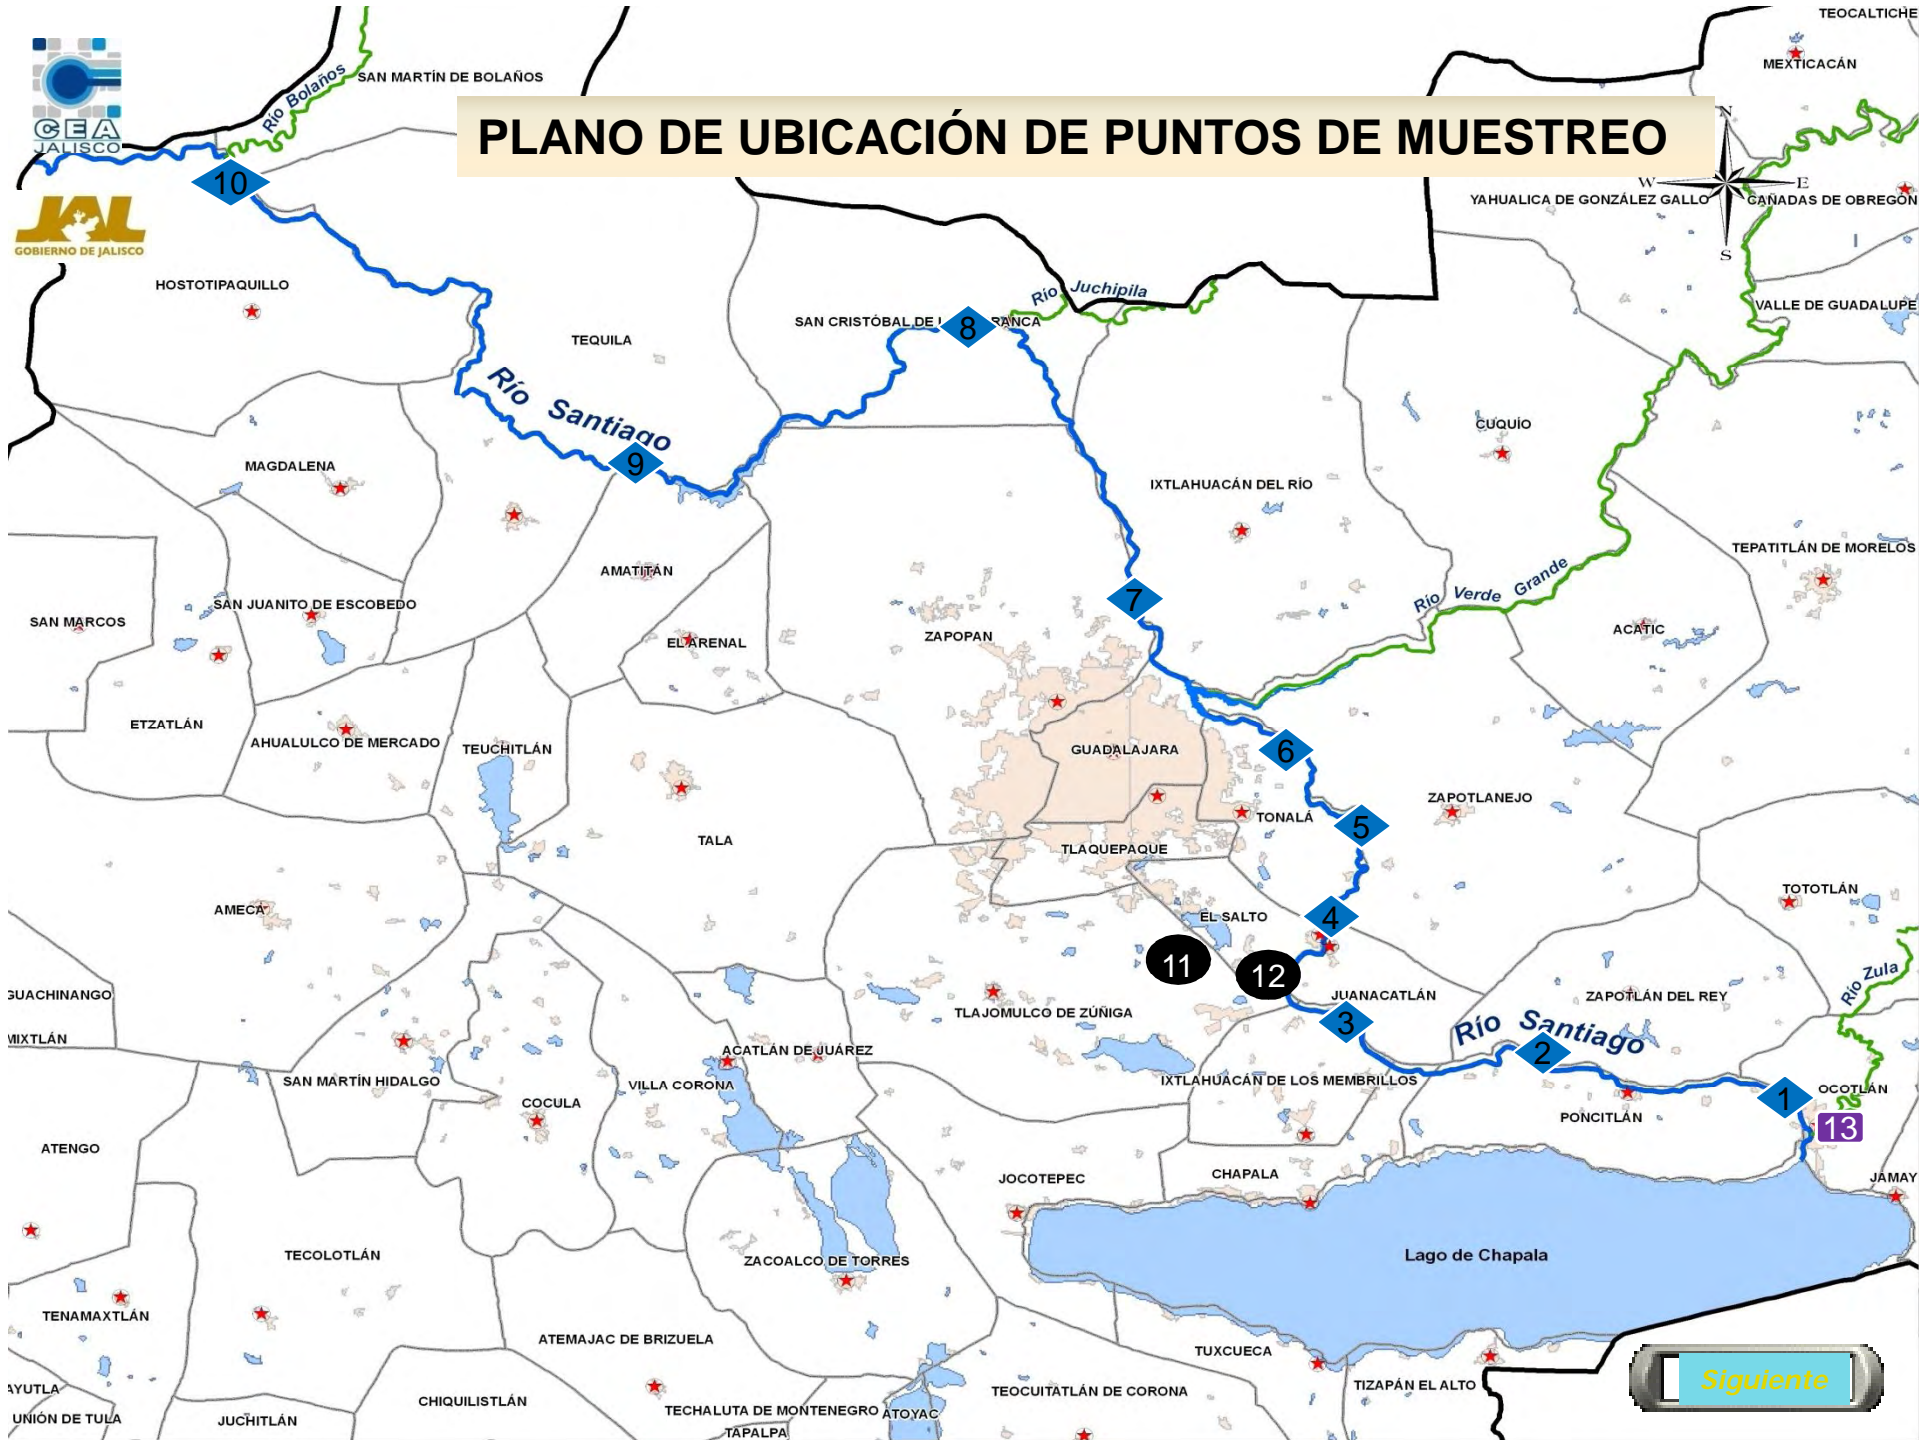 TEOCALTICHE
MEXTICACÁN
SAN MARTÍN DE BOLAÑOS
Río Bolaños
CEA
JALISCO
PLANO DE UBICACIÓN DE PUNTOS DE MUESTREO
N
W
E
S
10
YAHUALICA DE GONZÁLEZ GALLO
CAÑADAS DE OBREGÓN
JAL
GOBIERNO DE JALISCO
HOSTOTIPAQUILLO
Río Juchipila
VALLE DE GUADALUPE
SAN CRISTÓBAL DE L
8
RANCA
TEQUILA
Río Santiago
CUQUÍO
9
MAGDALENA
IXTLAHUACÁN DEL RÍO
TEPATITLÁN DE MORELOS
AMATITÁN
Río Verde Grande
7
SAN JUANITO DE ESCOBEDO
SAN MARCOS
ACATIC
ZAPOPAN
EL ARENAL
ETZATLÁN
AHUALULCO DE MERCADO
TEUCHITLÁN
GUADALAJARA
6
ZAPOTLANEJO
TONALÁ
5
TALA
TLAQUEPAQUE
TOTOTLÁN
AMECA
EL SALTO
4
11
12
Río Zula
GUACHINANGO
JUANACATLÁN
ZAPOTLÁN DEL REY
TLAJOMULCO DE ZÚÑIGA
3
Río Santiago
MIXTLÁN
ACATLÁN DE JUÁREZ
2
SAN MARTÍN HIDALGO
VILLA CORONA
IXTLAHUACÁN DE LOS MEMBRILLOS
OCOTLÁN
1
COCULA
PONCITLÁN
13
ATENGO
JOCOTEPEC
CHAPALA
JAMAY
TECOLOTLÁN
ZACOALCO DE TORRES
Lago de Chapala
TENAMAXTLÁN
ATEMAJAC DE BRIZUELA
TUXCUECA
Siguiente
AYUTLA
TEOCUITATLÁN DE CORONA
TIZAPÁN EL ALTO
CHIQUILISTLÁN
UNIÓN DE TULA
JUCHITLÁN
TECHALUTA DE MONTENEGRO
ATOYAC
TAPALPA